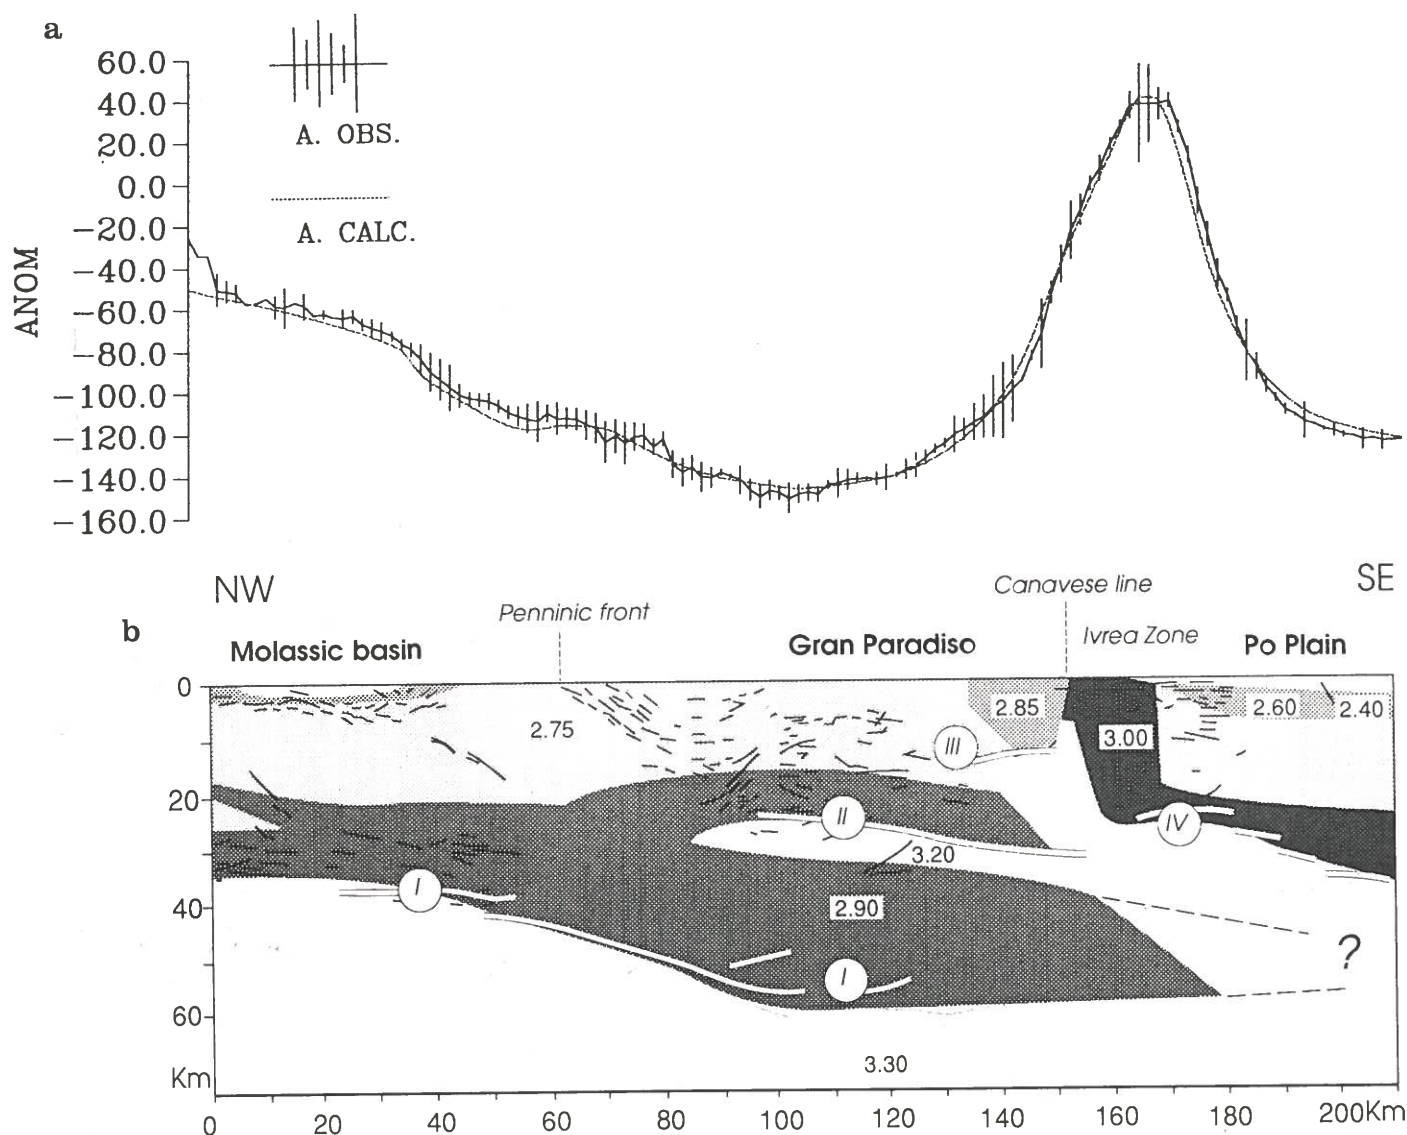 a
60.0
40.0
20.0
0.0
−20.0
−40.0
−60.0
−80.0
−100.0
−120.0
−140.0
−160.0
ANOM
A. OBS.
A. CALC.
NW
SE
b
Penninic front
Canavese line
Molassic basin
Gran Paradiso
Ivrea Zone
Po Plain
0
20
40
60
Km
2.75
2.85
3.00
2.60
2.40
III
II
IV
3.20
I
2.90
I
?
3.30
0
20
40
60
80
100
120
140
160
180
200Km